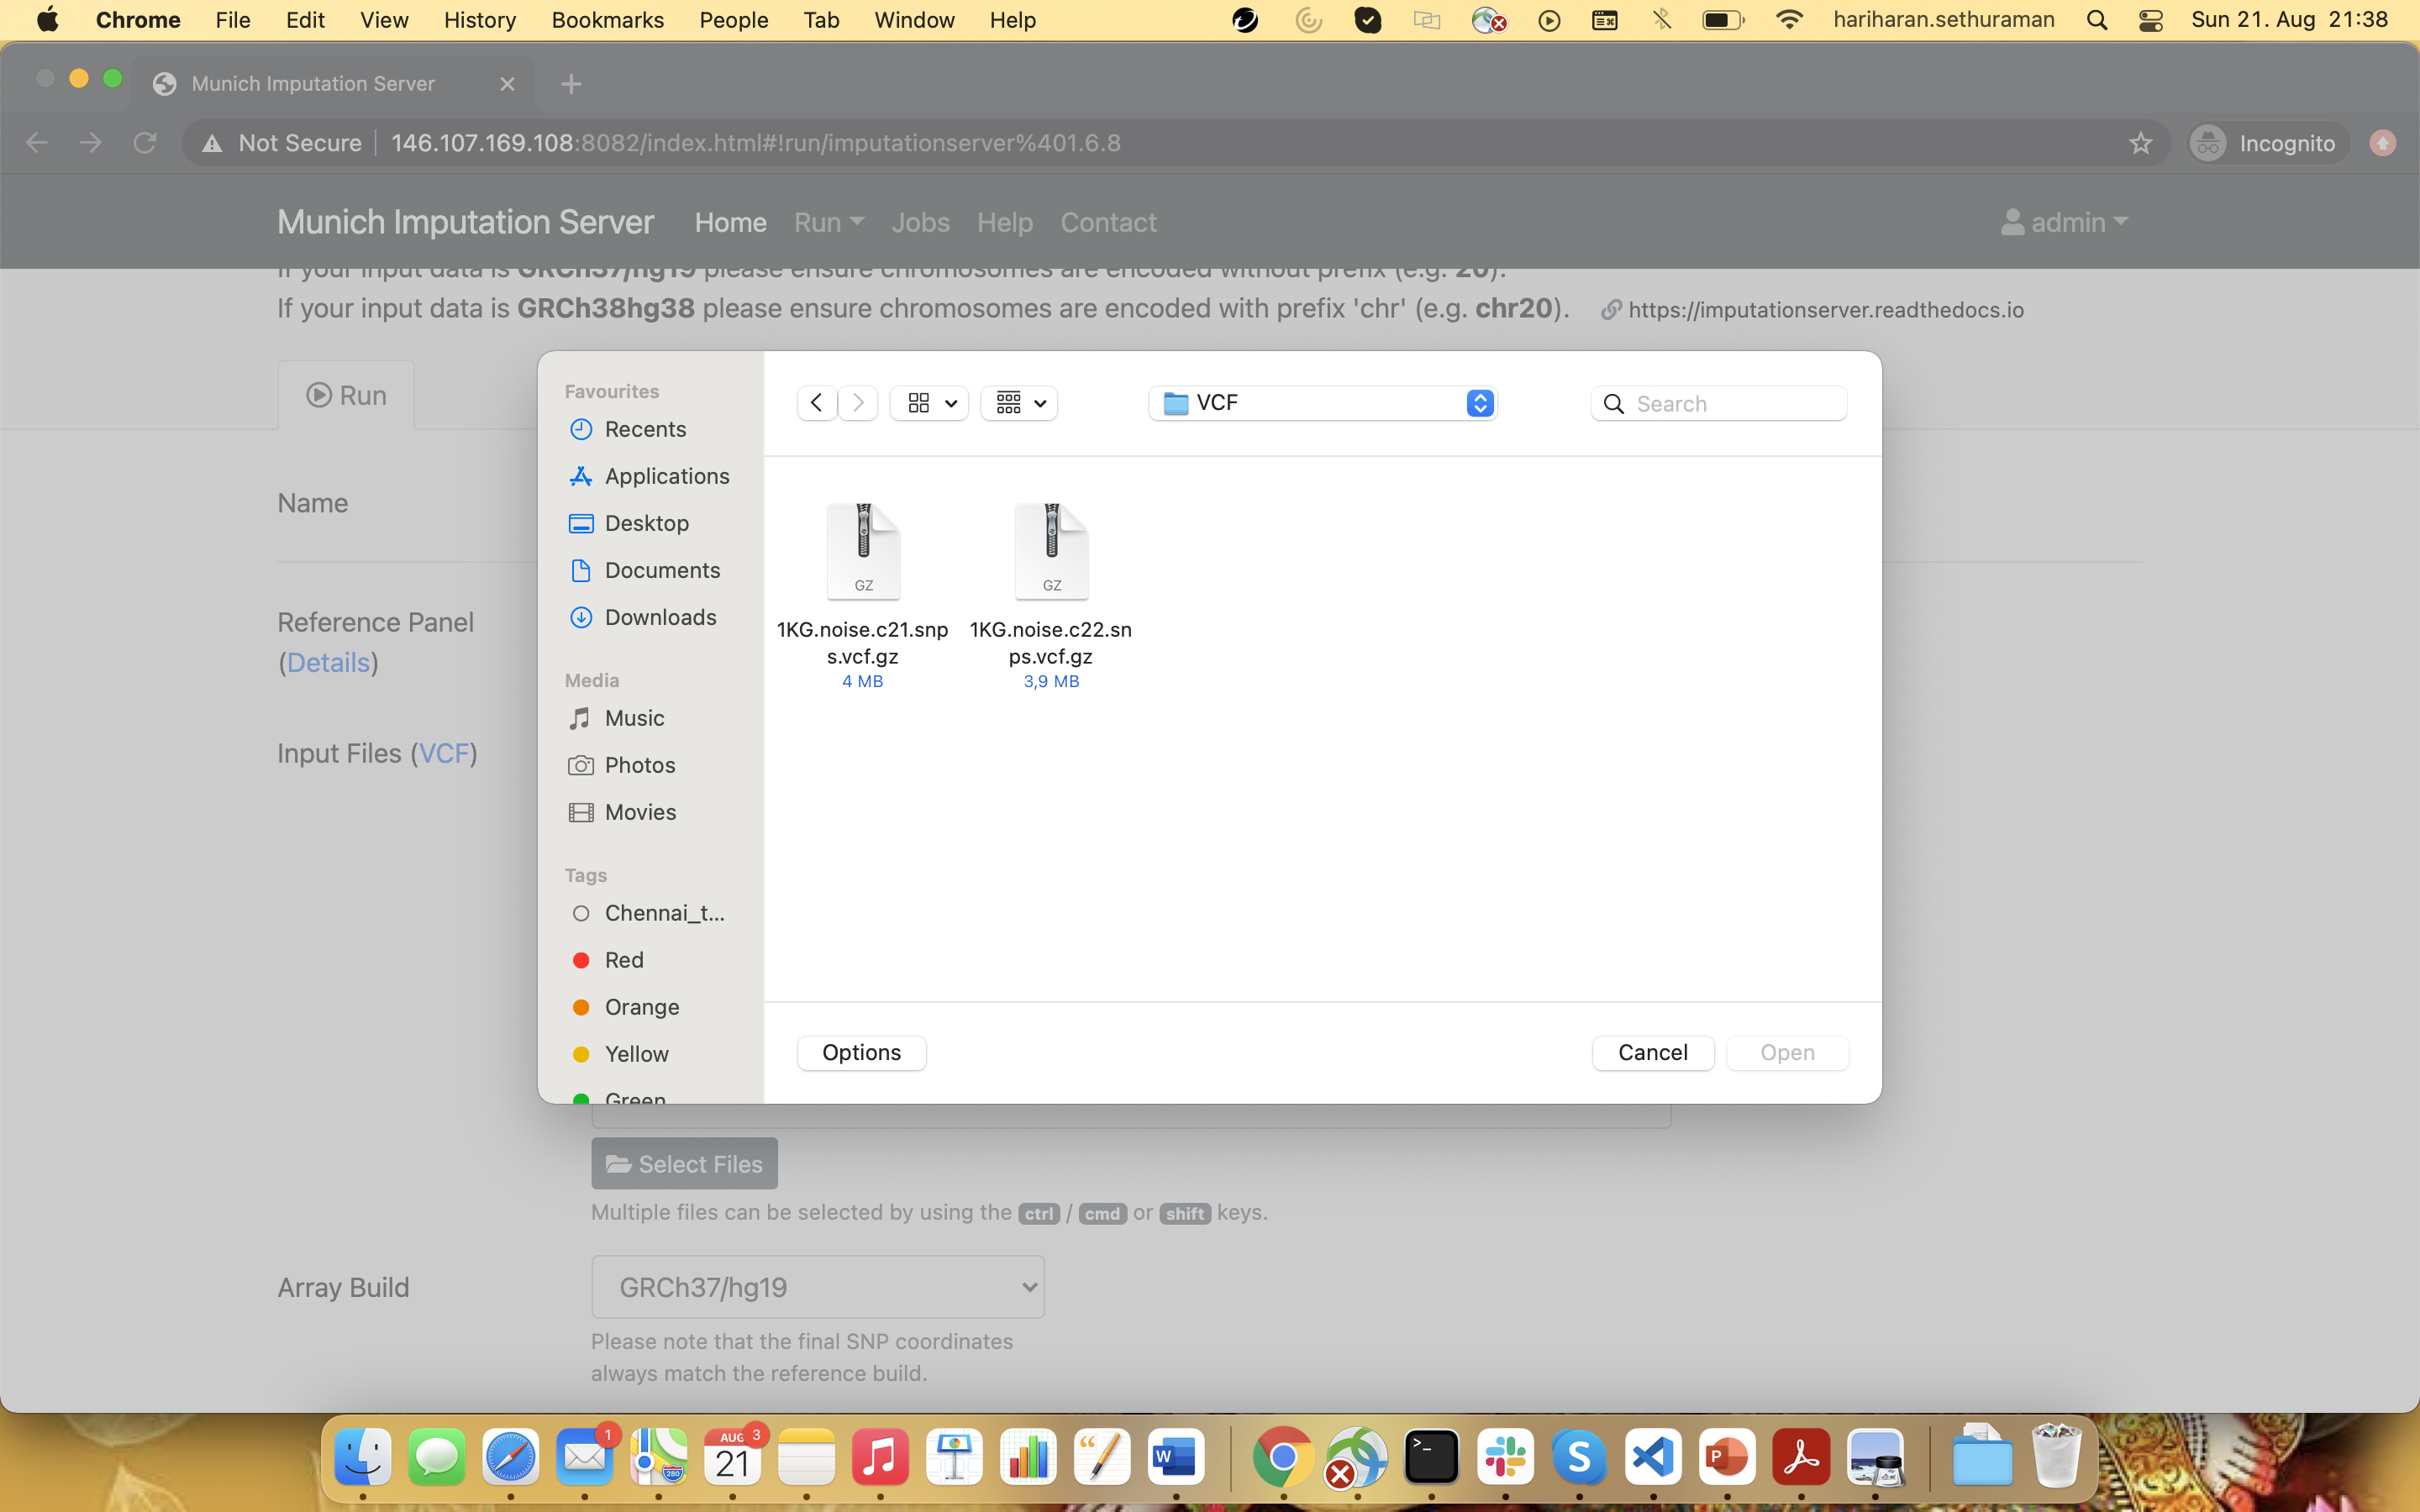 Chrome File Edit View History Bookmarks People Tab Window Help hariharan.sethuraman Sun 21. Aug 21:38
Munich Imputation Server
Not Secure 146.107.169.108:8082/index.html#!run/imputationserver%401.6.8 Incognito
Munich Imputation Server Home Run Jobs Help Contact admin
If your input data is GRCh37/hg19 please ensure chromosomes are encoded without prefix (e.g. 20).
If your input data is GRCh38hg38 please ensure chromosomes are encoded with prefix 'chr' (e.g. chr20). https://imputationserver.readthedocs.io
Run
Name
Reference Panel
(Details)
Input Files (VCF)
Favourites
Recents
Applications
Desktop
Documents
Downloads
Media
Music
Photos
Movies
Tags
Chennai_t...
Red
Orange
Yellow
Green
VCF
Search
GZ GZ
1KG.noise.c21.snp
s.vcf.gz
4 MB
1KG.noise.c22.sn
ps.vcf.gz
3,9 MB
Options Cancel Open
Select Files
Multiple files can be selected by using the ctrl / cmd or shift keys.
Array Build
GRCh37/hg19
Please note that the final SNP coordinates
always match the reference build.
1
280
AUG 3
21
W
>_
S
P